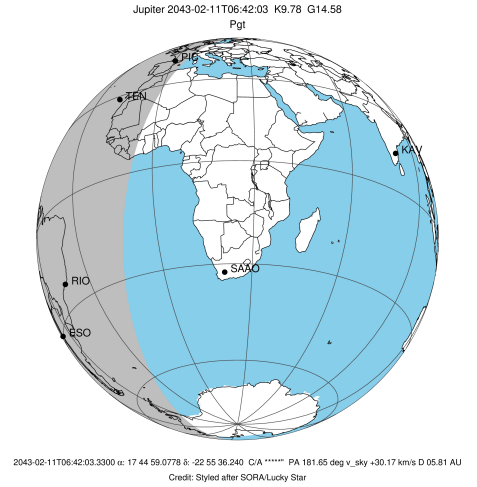 Jupiter 2043-02-11T06:42:03 K9.78 G14.58
Pgt
PIC
TEN
KAV
SAAO
RIO
ESO
2043-02-11T06:42:03.3300 α: 17 44 59.0778 δ: -22 55 36.240 C/A *****" PA 181.65 deg v_sky +30.17 km/s D 05.81 AU
Credit: Styled after SORA/Lucky Star